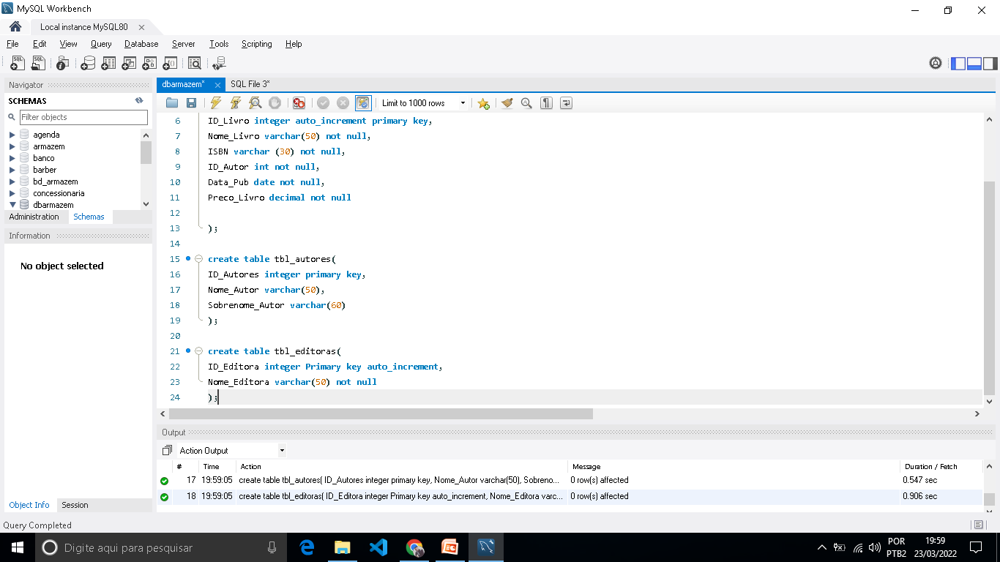 MySQL Workbench
Local instance MySQL80
File Edit View Query Database Server Tools Scripting Help
Navigator
SCHEMAS
Filter objects
agenda
armazem
banco
barber
bd_armazem
concessionaria
dbarmazem
Administration Schemas
Information
No object selected
Object Info Session
dbarmazem* SQL File 3*
Limit to 1000 rows
6 ID_Livro integer auto_increment primary key,
7 Nome_Livro varchar(50) not null,
8 ISBN varchar (30) not null,
9 ID_Autor int not null,
10 Data_Pub date not null,
11 Preco_Livro decimal not null
12
13 );
14
15 create table tbl_autores(
16 ID_Autores integer primary key,
17 Nome_Autor varchar(50),
18 Sobrenome_Autor varchar(60)
19 );
20
21 create table tbl_editoras(
22 ID_Editora integer Primary key auto_increment,
23 Nome_Editora varchar(50) not null
24 );
Output
Action Output
# Time Action Message Duration / Fetch
17 19:59:05 create table tbl_autores( ID_Autores integer primary key, Nome_Autor varchar(50), Sobreno... 0 row(s) affected 0.547 sec
18 19:59:05 create table tbl_editoras( ID_Editora integer Primary key auto_increment, Nome_Editora varc... 0 row(s) affected 0.906 sec
Query Completed
Digite aqui para pesquisar
POR
PTB2
19:59
23/03/2022